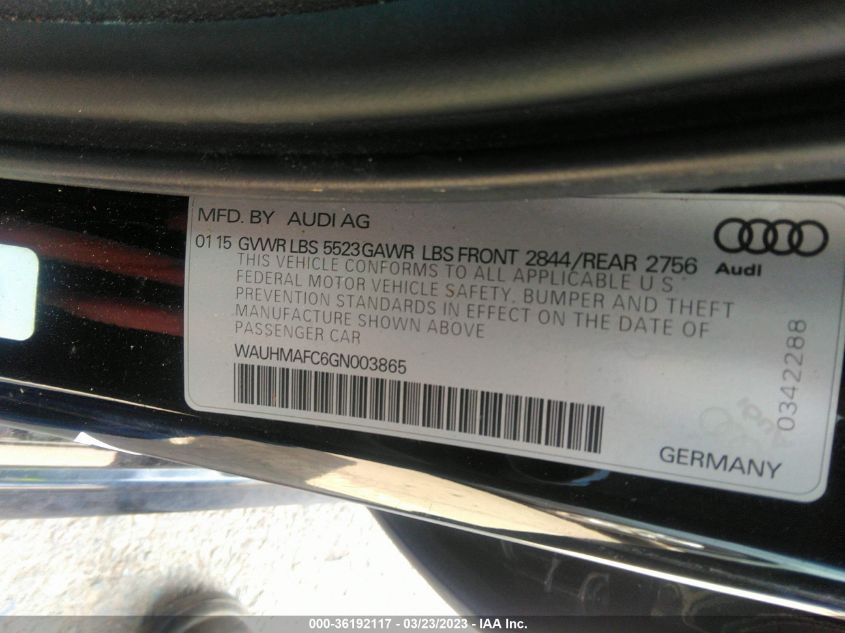 MFD. BY AUDI AG
01 15 GVWR LBS 5523 GAWR LBS FRONT 2844/REAR 2756
THIS VEHICLE CONFORMS TO ALL APPLICABLE U S
FEDERAL MOTOR VEHICLE SAFETY. BUMPER AND THEFT
PREVENTION STANDARDS IN EFFECT ON THE DATE OF
MANUFACTURE SHOWN ABOVE
PASSENGER CAR
WAUHMAFC6GN003865
Audi
0342288
GERMANY
000-36192117 - 03/23/2023 - IAA Inc.